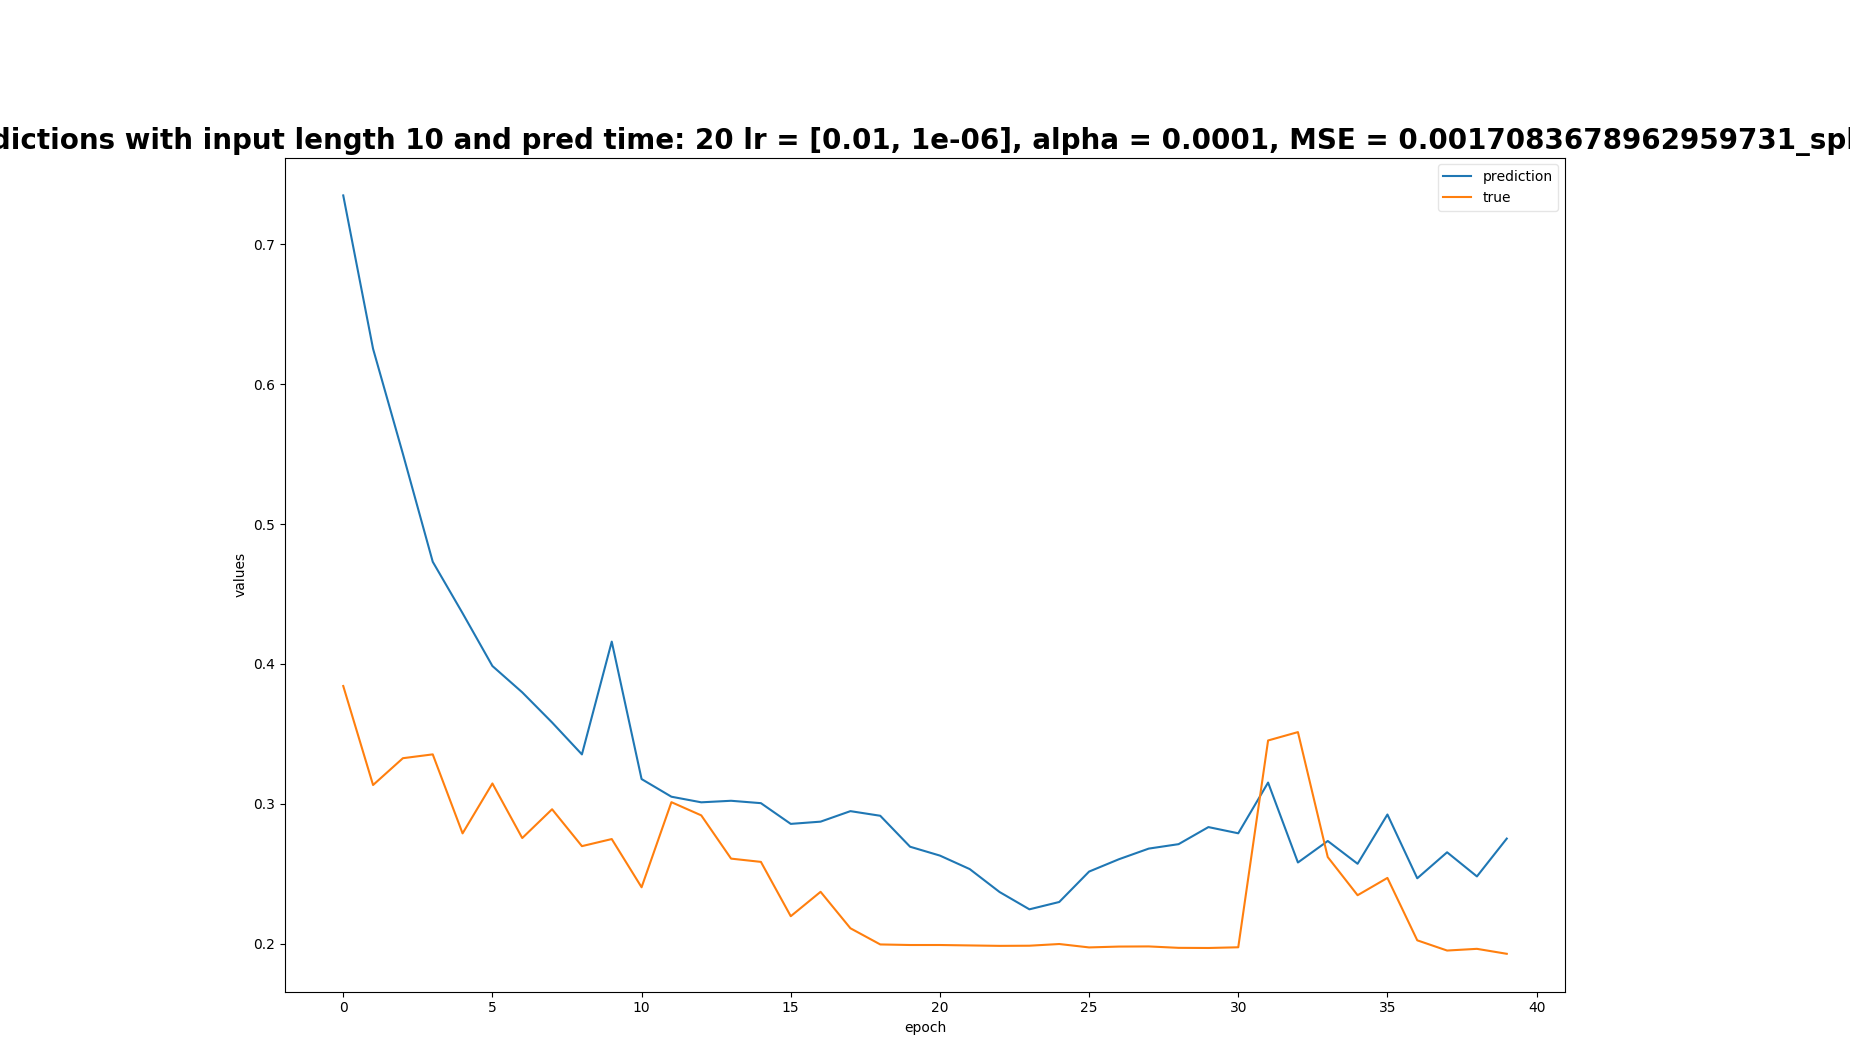 dictions with input length 10 and pred time: 20 lr = [0.01, 1e-06], alpha = 0.0001, MSE = 0.0017083678962959731_spl
prediction
true
0.7
0.6
0.5
0.4
0.3
0.2
values
0 5 10 15 20 25 30 35 40
epoch